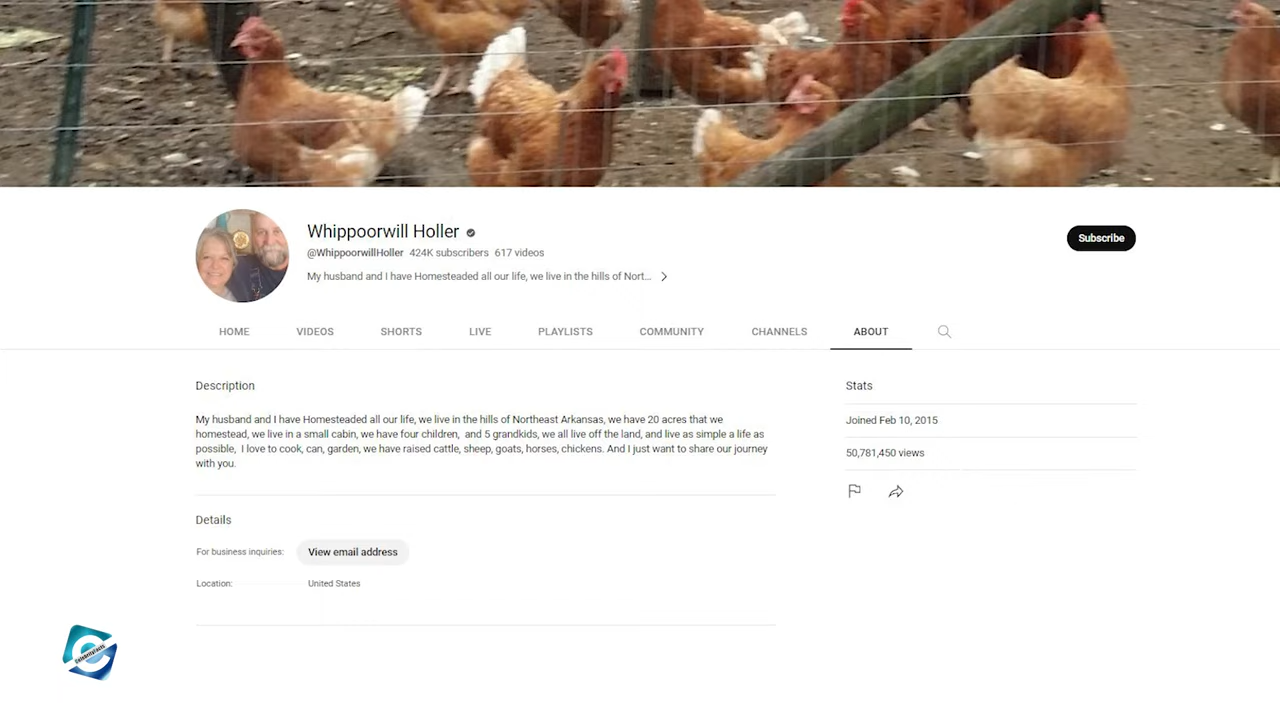 Whippoorwill Holler
@WhippoorwillHoller 424K subscribers 617 videos
My husband and I have Homesteaded all our life, we live in the hills of Nort...
Subscribe
HOME VIDEOS SHORTS LIVE PLAYLISTS COMMUNITY CHANNELS ABOUT
Description
My husband and I have Homesteaded all our life, we live in the hills of Northeast Arkansas, we have 20 acres that we
homestead, we live in a small cabin, we have four children,  and 5 grandkids, we all live off the land, and live as simple a life as
possible,  I love to cook, can, garden, we have raised cattle, sheep, goats, horses, chickens. And I just want to share our journey
with you.
Stats
Joined Feb 10, 2015
50,781,450 views
Details
For business inquiries: View email address
Location: United States
CelebrityFacts